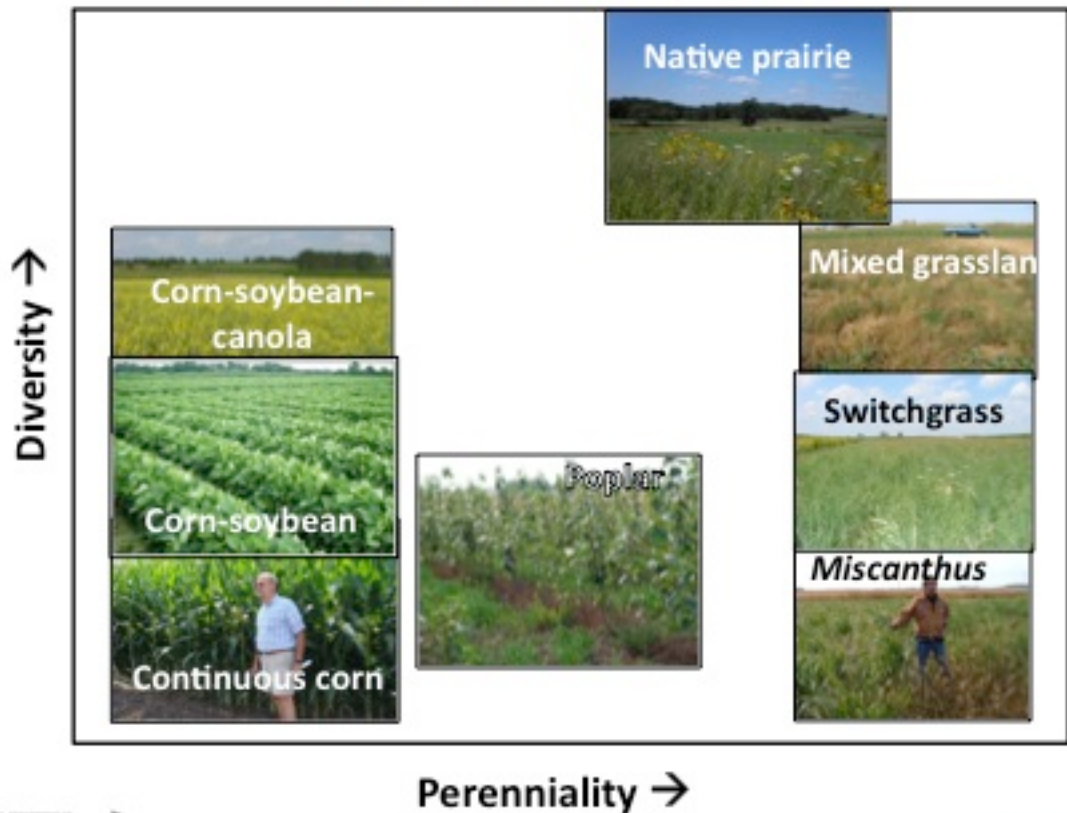 Native prairie
Mixed grasslan
Corn-soybean-
canola
Switchgrass
Poplar
Corn-soybean
Miscanthus
Continuous corn
Diversity →
Perenniality →